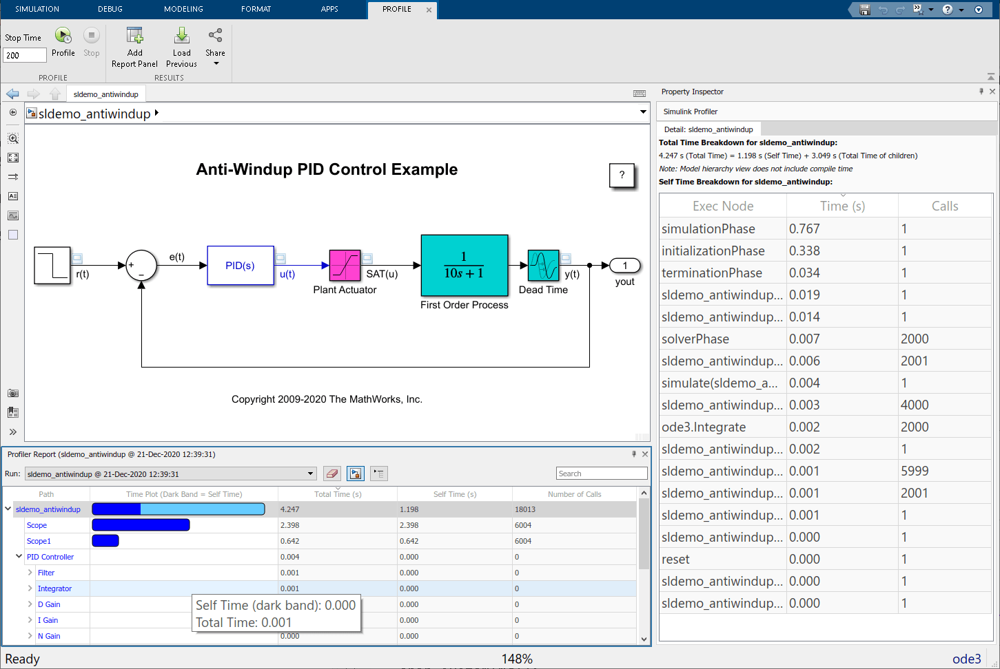 SIMULATION DEBUG MODELING FORMAT APPS PROFILE
Stop Time
200
Profile
Stop
Add
Report Panel
Load
Previous
Share
PROFILE
RESULTS
sldemo_antiwindup
sldemo_antiwindup
Anti-Windup PID Control Example
?
r(t)
+
−
e(t)
PID(s)
u(t)
Plant Actuator
SAT(u)
1
10s + 1
First Order Process
Dead Time
y(t)
1
yout
Copyright 2009-2020 The MathWorks, Inc.
Profiler Report (sldemo_antiwindup @ 21-Dec-2020 12:39:31)
Run: sldemo_antiwindup @ 21-Dec-2020 12:39:31
Search
Path Time Plot (Dark Band = Self Time) Total Time (s) Self Time (s) Number of Calls
sldemo_antiwindup 4.247 1.198 18013
Scope 2.398 2.398 6004
Scope1 0.642 0.642 6004
PID Controller 0.004 0.000 0
Filter 0.001 0.000 0
Integrator 0.001 0.000 0
D Gain 0.000 0
I Gain 0.000 0
N Gain 0.000 0.000 0
Self Time (dark band): 0.000
Total Time: 0.001
Property Inspector
Simulink Profiler
Detail: sldemo_antiwindup
Total Time Breakdown for sldemo_antiwindup:
4.247 s (Total Time) = 1.198 s (Self Time) + 3.049 s (Total Time of children)
Note: Model hierarchy view does not include compile time
Self Time Breakdown for sldemo_antiwindup:
Exec Node Time (s) Calls
simulationPhase 0.767 1
initializationPhase 0.338 1
terminationPhase 0.034 1
sldemo_antiwindup... 0.019 1
sldemo_antiwindup... 0.014 1
solverPhase 0.007 2000
sldemo_antiwindup... 0.006 2001
simulate(sldemo_a... 0.004 1
sldemo_antiwindup... 0.003 4000
ode3.Integrate 0.002 2000
sldemo_antiwindup... 0.002 1
sldemo_antiwindup... 0.001 5999
sldemo_antiwindup... 0.001 2001
sldemo_antiwindup... 0.001 1
sldemo_antiwindup... 0.000 1
reset 0.000 1
sldemo_antiwindup... 0.000 1
sldemo_antiwindup... 0.000 1
Ready
148%
ode3